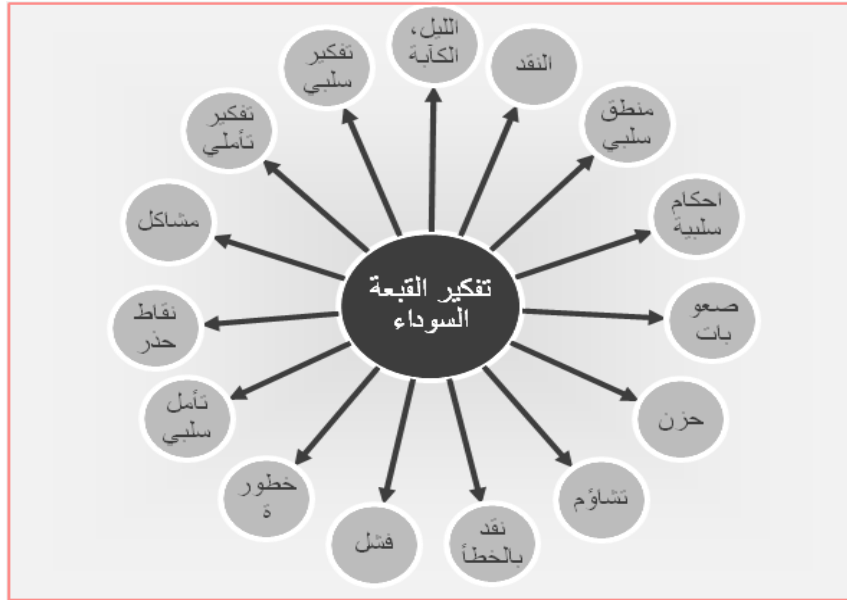 تفكير القبعة
السوداء
الليل،
الكآبة
النقد
منطق
سلبي
احكام
سلبية
صعو
بات
حزن
تشاؤم
نقد
بالخطأ
فشل
خطور
ة
تأمل
سلبي
نقاط
حذر
مشاكل
تفكير
تأملي
تفكير
سلبي